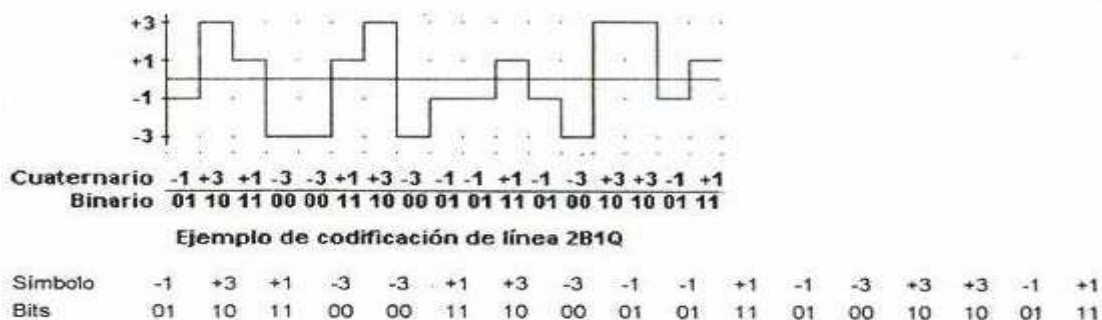 +3
+1
-1
-3
Cuaternario -1 +3 +1 -3 -3 +1 +3 -3 -1 -1 +1 -1 -3 +3 +3 -1 +1
Binario 01 10 11 00 00 11 10 00 01 01 11 01 00 10 10 01 11
Ejemplo de codificación de línea 2B1Q
Símbolo -1 +3 +1 -3 -3 +1 +3 -3 -1 -1 +1 -1 -3 +3 +3 -1 +1
Bits 01 10 11 00 00 11 10 00 01 01 11 01 00 10 10 01 11